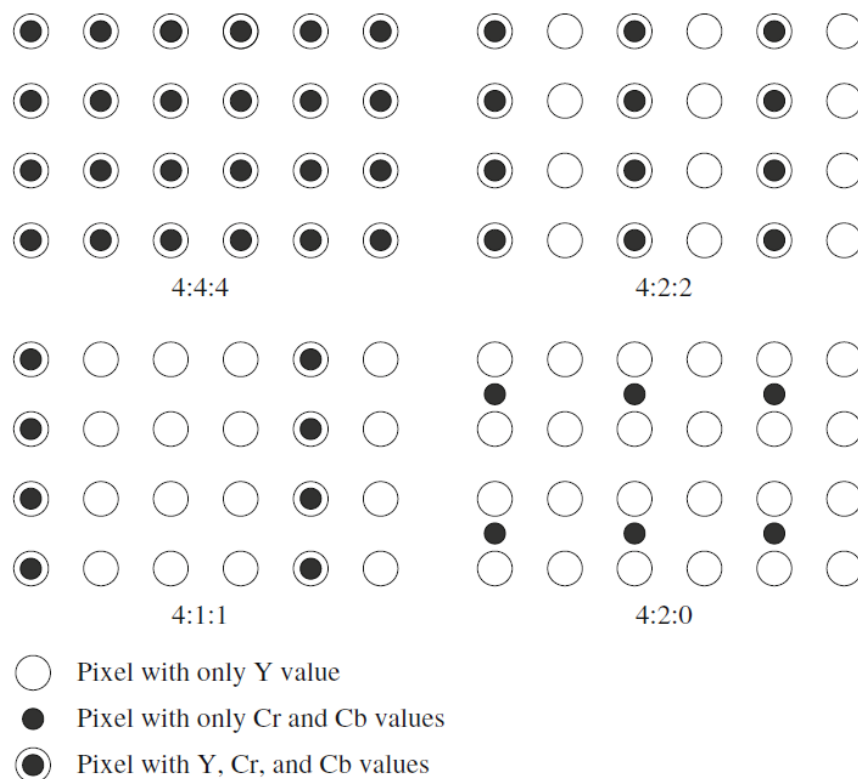 4:4:4
4:2:2
4:1:1
4:2:0
Pixel with only Y value
Pixel with only Cr and Cb values
Pixel with Y, Cr, and Cb values